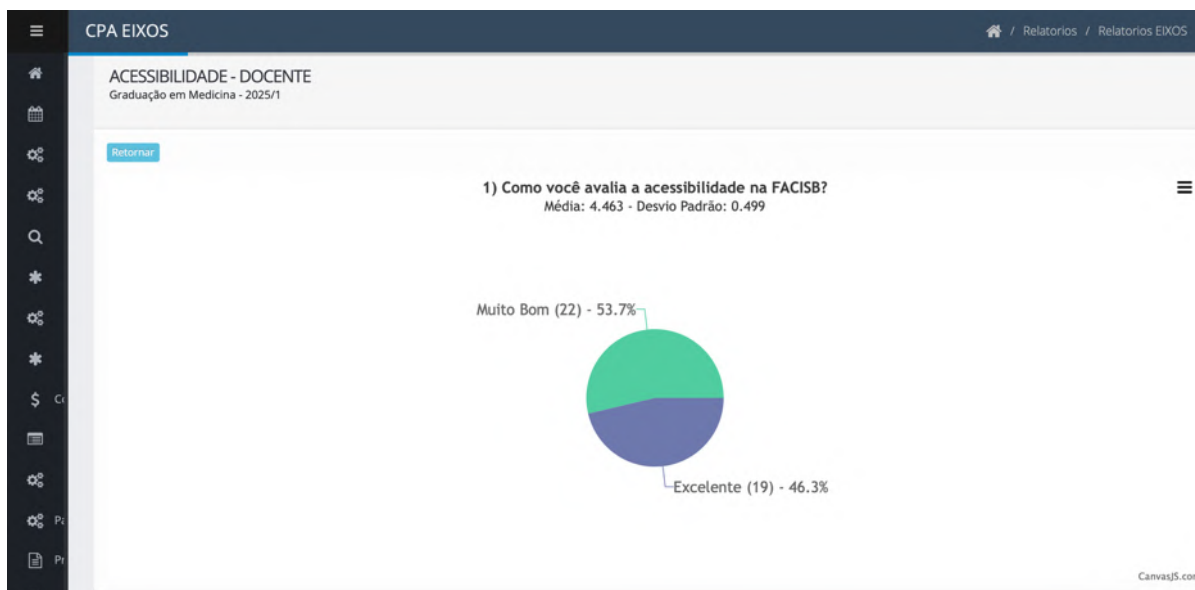 CPA EIXOS
/ Relatorios / Relatorios EIXOS
ACESSIBILIDADE - DOCENTE
Graduação em Medicina - 2025/1
Retornar
1) Como você avalia a acessibilidade na FACISB?
Média: 4.463 - Desvio Padrão: 0.499
Muito Bom (22) - 53.7%
Excelente (19) - 46.3%
CanvasJS.com